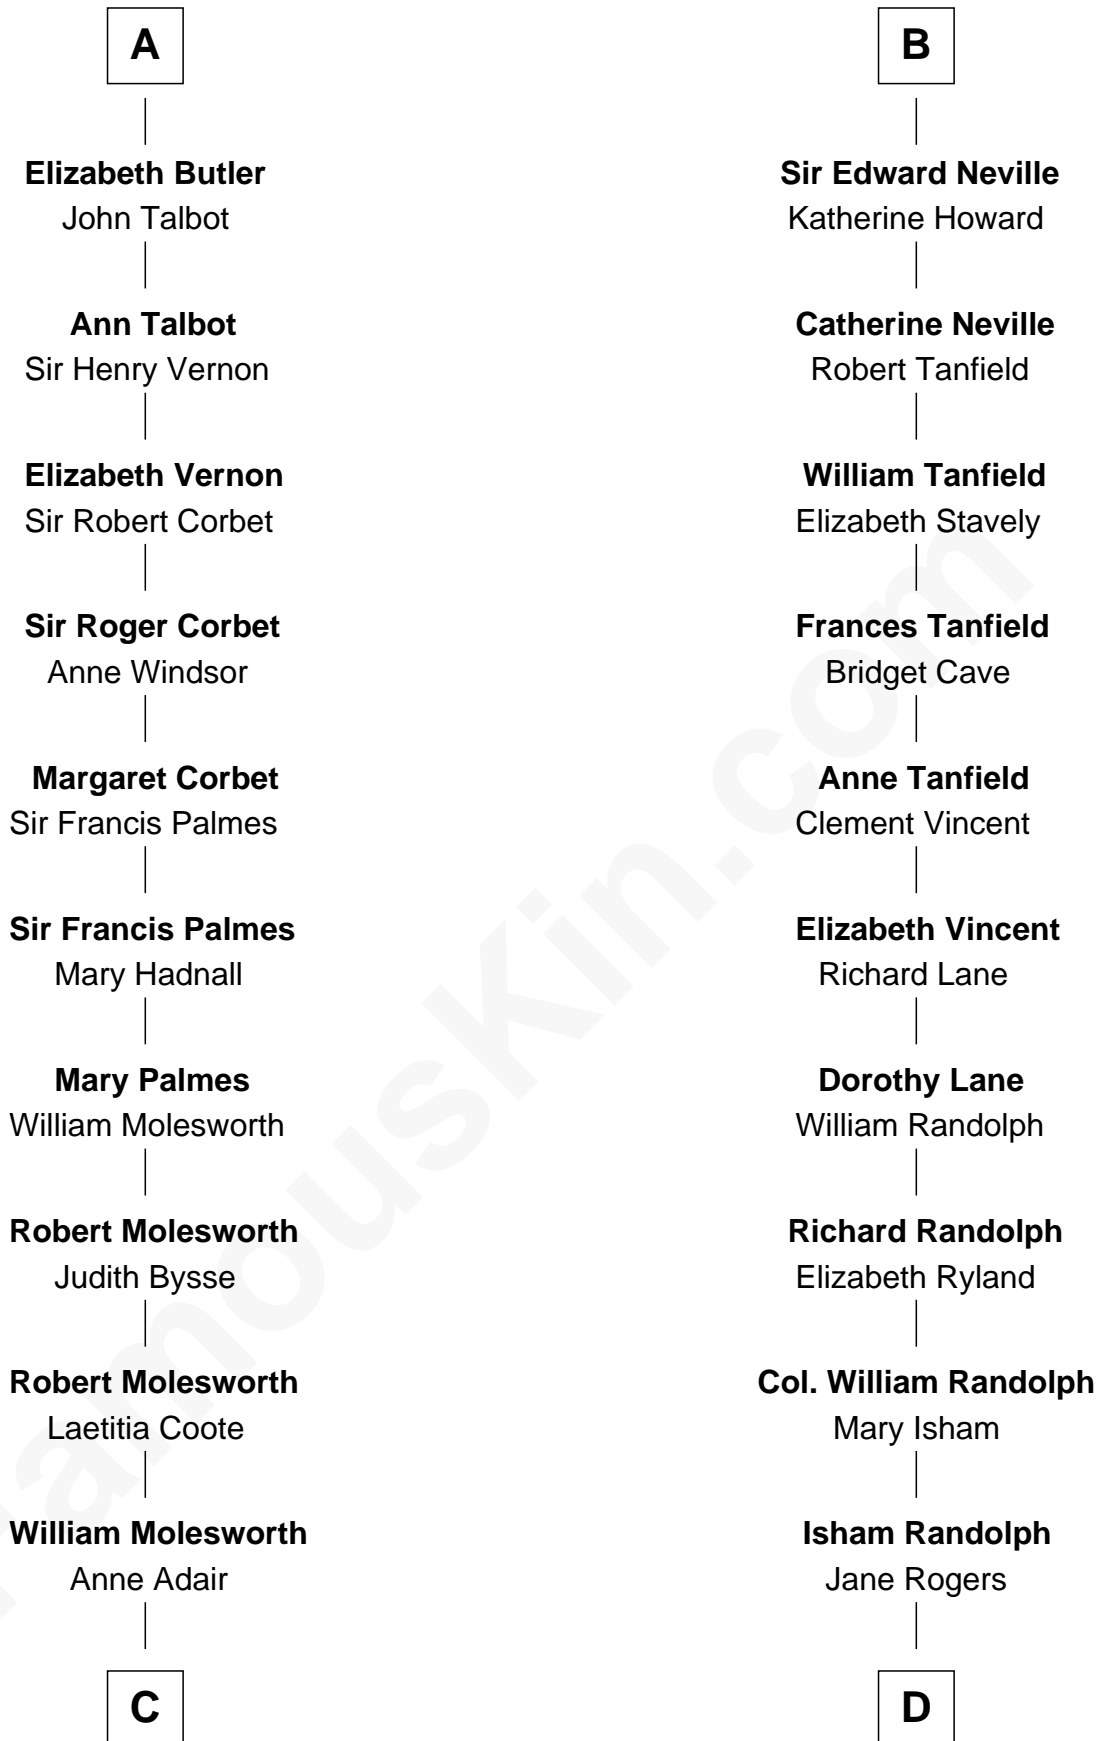 A
Elizabeth Butler
John Talbot
Ann Talbot
Sir Henry Vernon
Elizabeth Vernon
Sir Robert Corbet
Sir Roger Corbet
Anne Windsor
Margaret Corbet
Sir Francis Palmes
Sir Francis Palmes
Mary Hadnall
Mary Palmes
William Molesworth
Robert Molesworth
Judith Bysse
Robert Molesworth
Laetitia Coote
William Molesworth
Anne Adair
C
B
Sir Edward Neville
Katherine Howard
Catherine Neville
Robert Tanfield
William Tanfield
Elizabeth Stavely
Frances Tanfield
Bridget Cave
Anne Tanfield
Clement Vincent
Elizabeth Vincent
Richard Lane
Dorothy Lane
William Randolph
Richard Randolph
Elizabeth Ryland
Col. William Randolph
Mary Isham
Isham Randolph
Jane Rogers
D
FamousKin.com